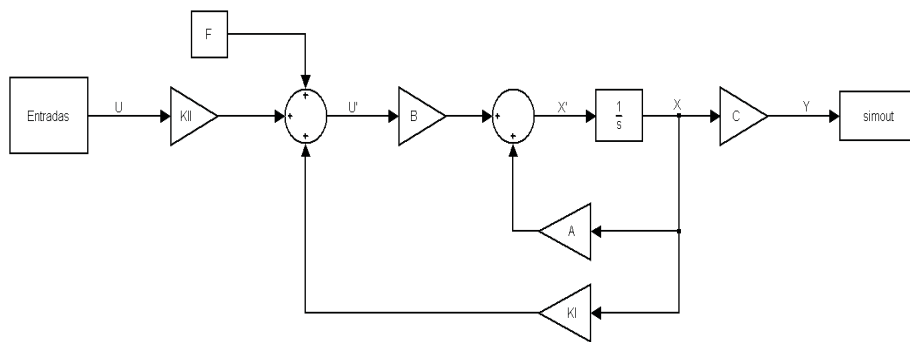 F
Entradas
U
KII
+
+
+
U'
B
+
+
X'
1
s
X
C
Y
simout
A
KI